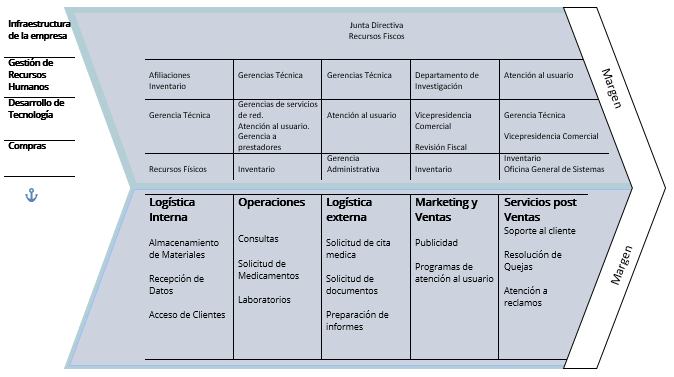 Infraestructura
de la empresa
Junta Directiva
Recursos Fiscos
Gestión de
Recursos
Humanos
Afiliaciones
Inventario
Gerencias Técnica
Gerencias Técnica
Departamento de
Investigación
Atención al usuario
Desarrollo de
Tecnología
Gerencia Técnica
Gerencias de servicios
de red.
Atención al usuario.
Gerencia a
prestadores
Atención al usuario
Vicepresidencia
Comercial
Revisión Fiscal
Gerencia Técnica
Vicepresidencia Comercial
Compras
Recursos Físicos
Inventario
Gerencia
Administrativa
Inventario
Inventario
Oficina General de Sistemas
Margen
Logística
Interna
Almacenamiento
de Materiales
Recepción de
Datos
Acceso de Clientes
Operaciones
Consultas
Solicitud de
Medicamentos
Laboratorios
Logística
externa
Solicitud de cita
medica
Solicitud de
documentos
Preparación de
informes
Marketing y
Ventas
Publicidad
Programas de
atención al usuario
Servicios post
Ventas
Soporte al cliente
Resolución de
Quejas
Atención a
reclamos
Margen